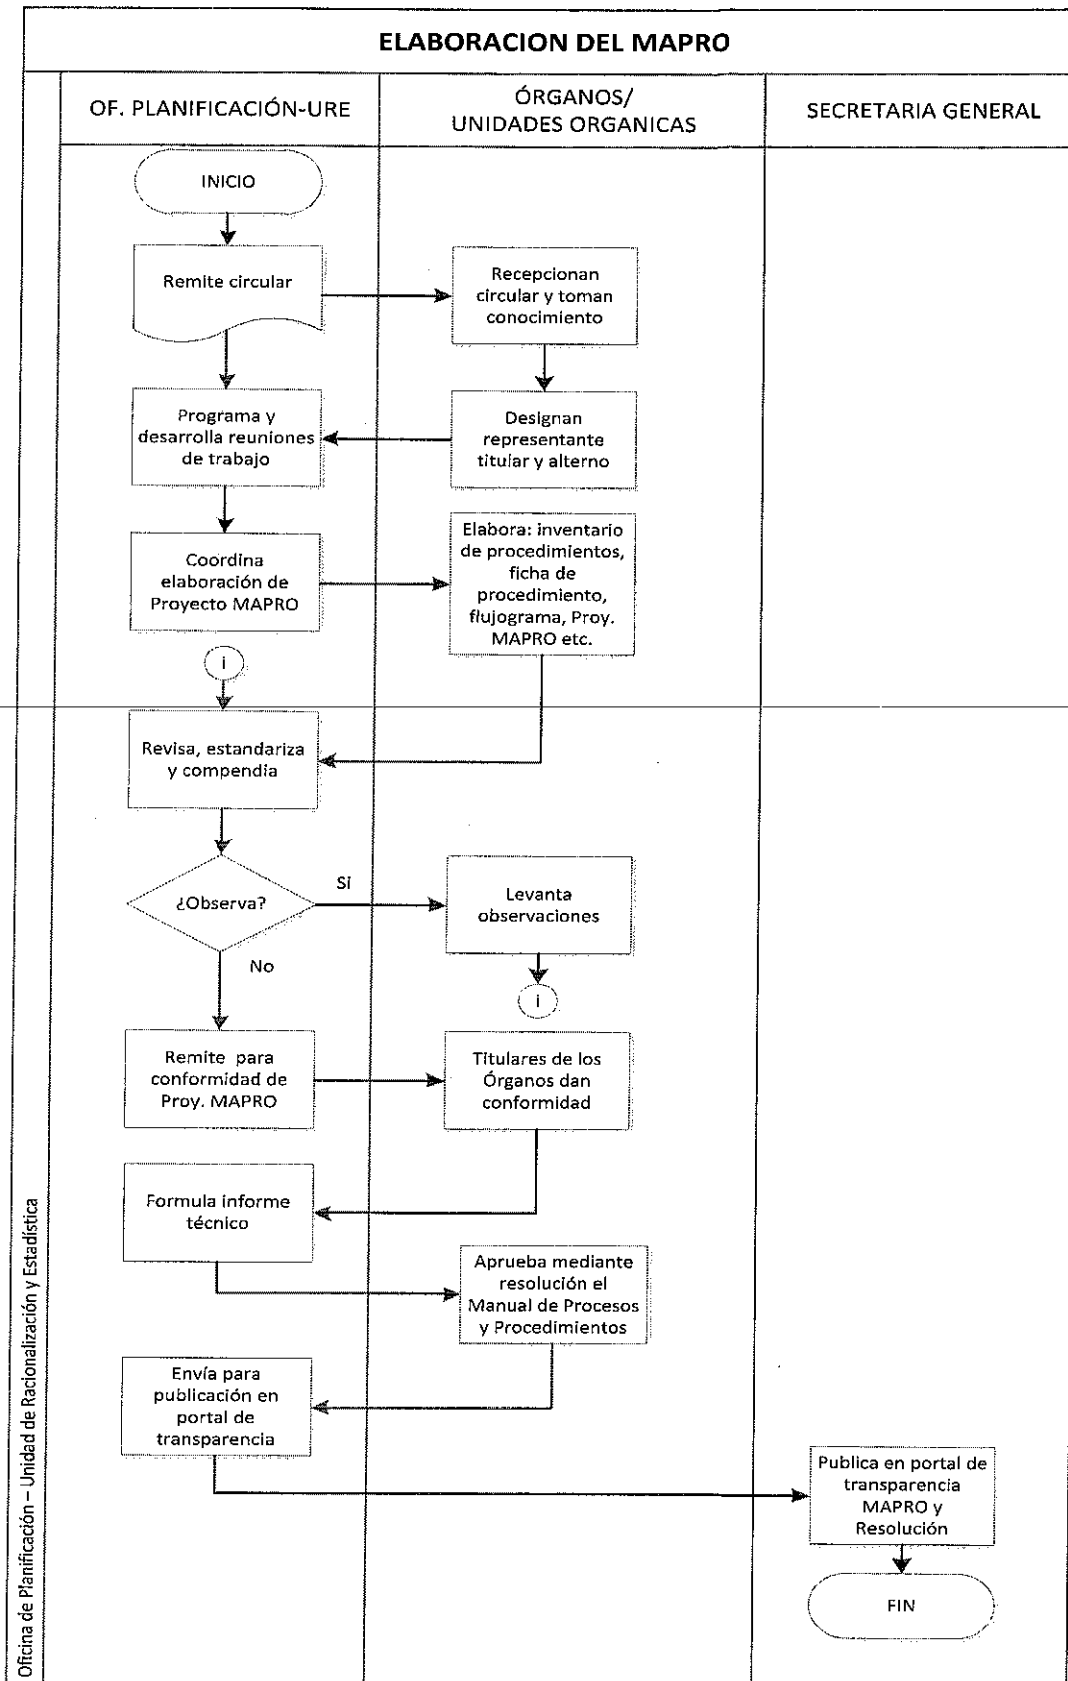 ELABORACION DEL MAPRO
OF. PLANIFICACIÓN-URE
ÓRGANOS/
UNIDADES ORGANICAS
SECRETARIA GENERAL
INICIO
Remite circular
Recepcionan
circular y toman
conocimiento
Programa y
desarrolla reuniones
de trabajo
Designan
representante
titular y alterno
Coordina
elaboración de
Proyecto MAPRO
Elabora: inventario
de procedimientos,
ficha de
procedimiento,
flujograma, Proy.
MAPRO etc.
i
Revisa, estandariza
y compendia
¿Observa?
Si
No
Levanta
observaciones
i
Remite para
conformidad de
Proy. MAPRO
Titulares de los
Órganos dan
conformidad
Formula informe
técnico
Aprueba mediante
resolución el
Manual de Procesos
y Procedimientos
Envía para
publicación en
portal de
transparencia
Publica en portal de
transparencia
MAPRO y
Resolución
FIN
Oficina de Planificación – Unidad de Racionalización y Estadística